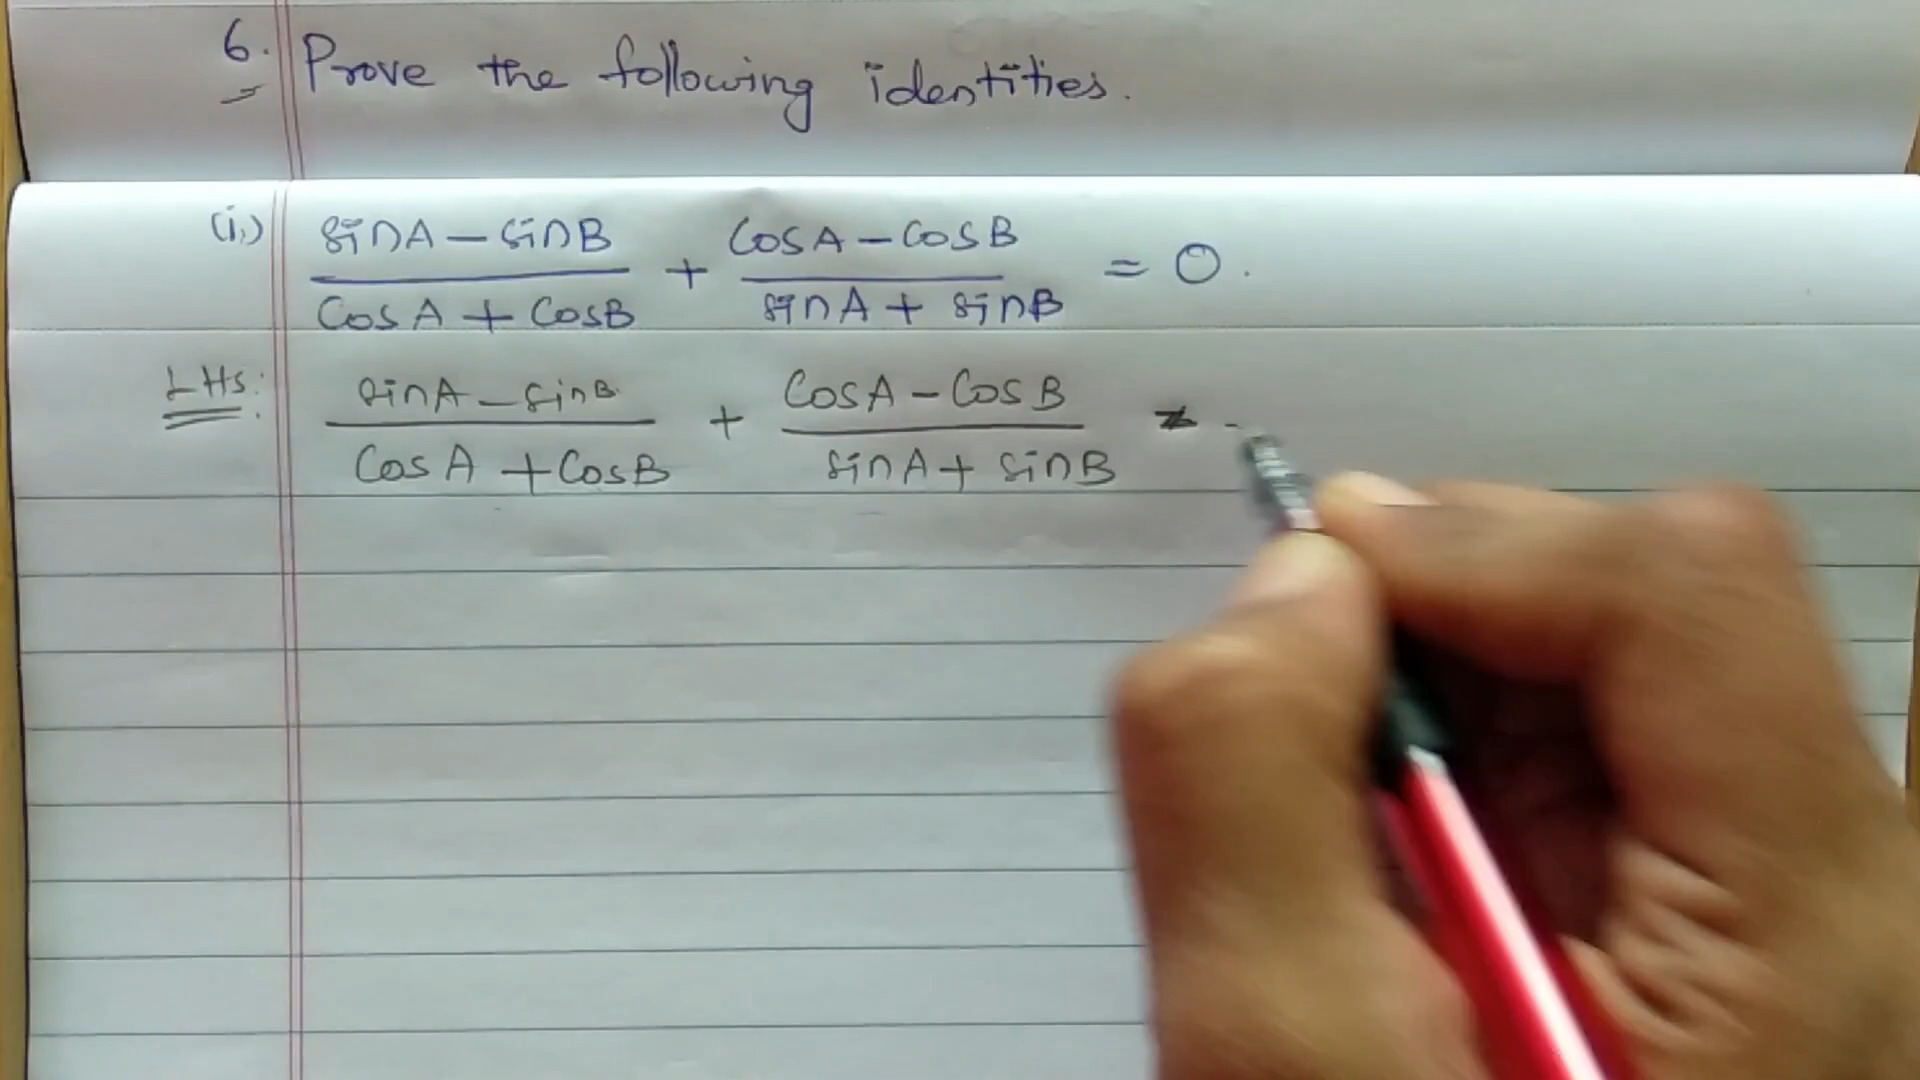 6. Prove the following identities.
(i) sinA - sinB / CosA + CosB + CosA - CosB / sinA + sinB = 0.
LHS: sinA - sinB / CosA + CosB + CosA - CosB / sinA + sinB